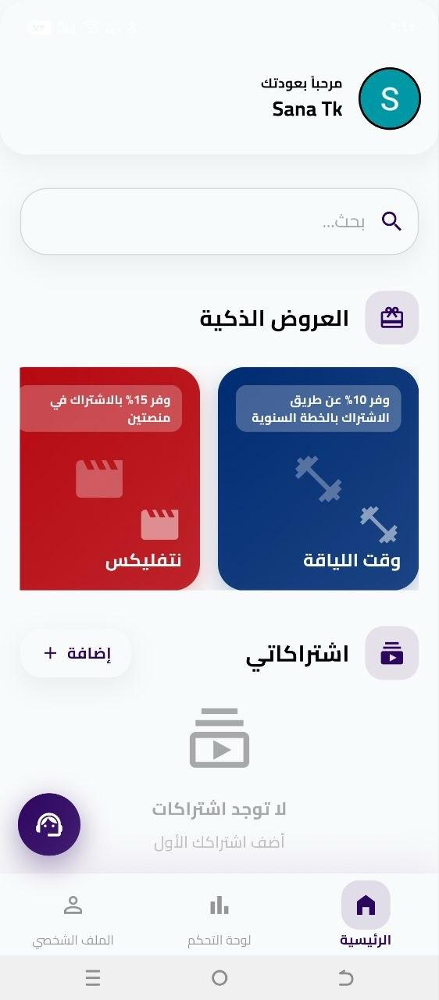 مرحباً بعودتك
Sana Tk
بحث...
العروض الذكية
وفر 10% عن طريق
الاشتراك بالخطة السنوية
وقت اللياقة
وفر 15% بالاشتراك في
منصتين
نتفليكس
اشتراكاتي
إضافة +
لا توجد اشتراكات
أضف اشتراكك الأول
الرئيسية
لوحة التحكم
الملف الشخصي
S